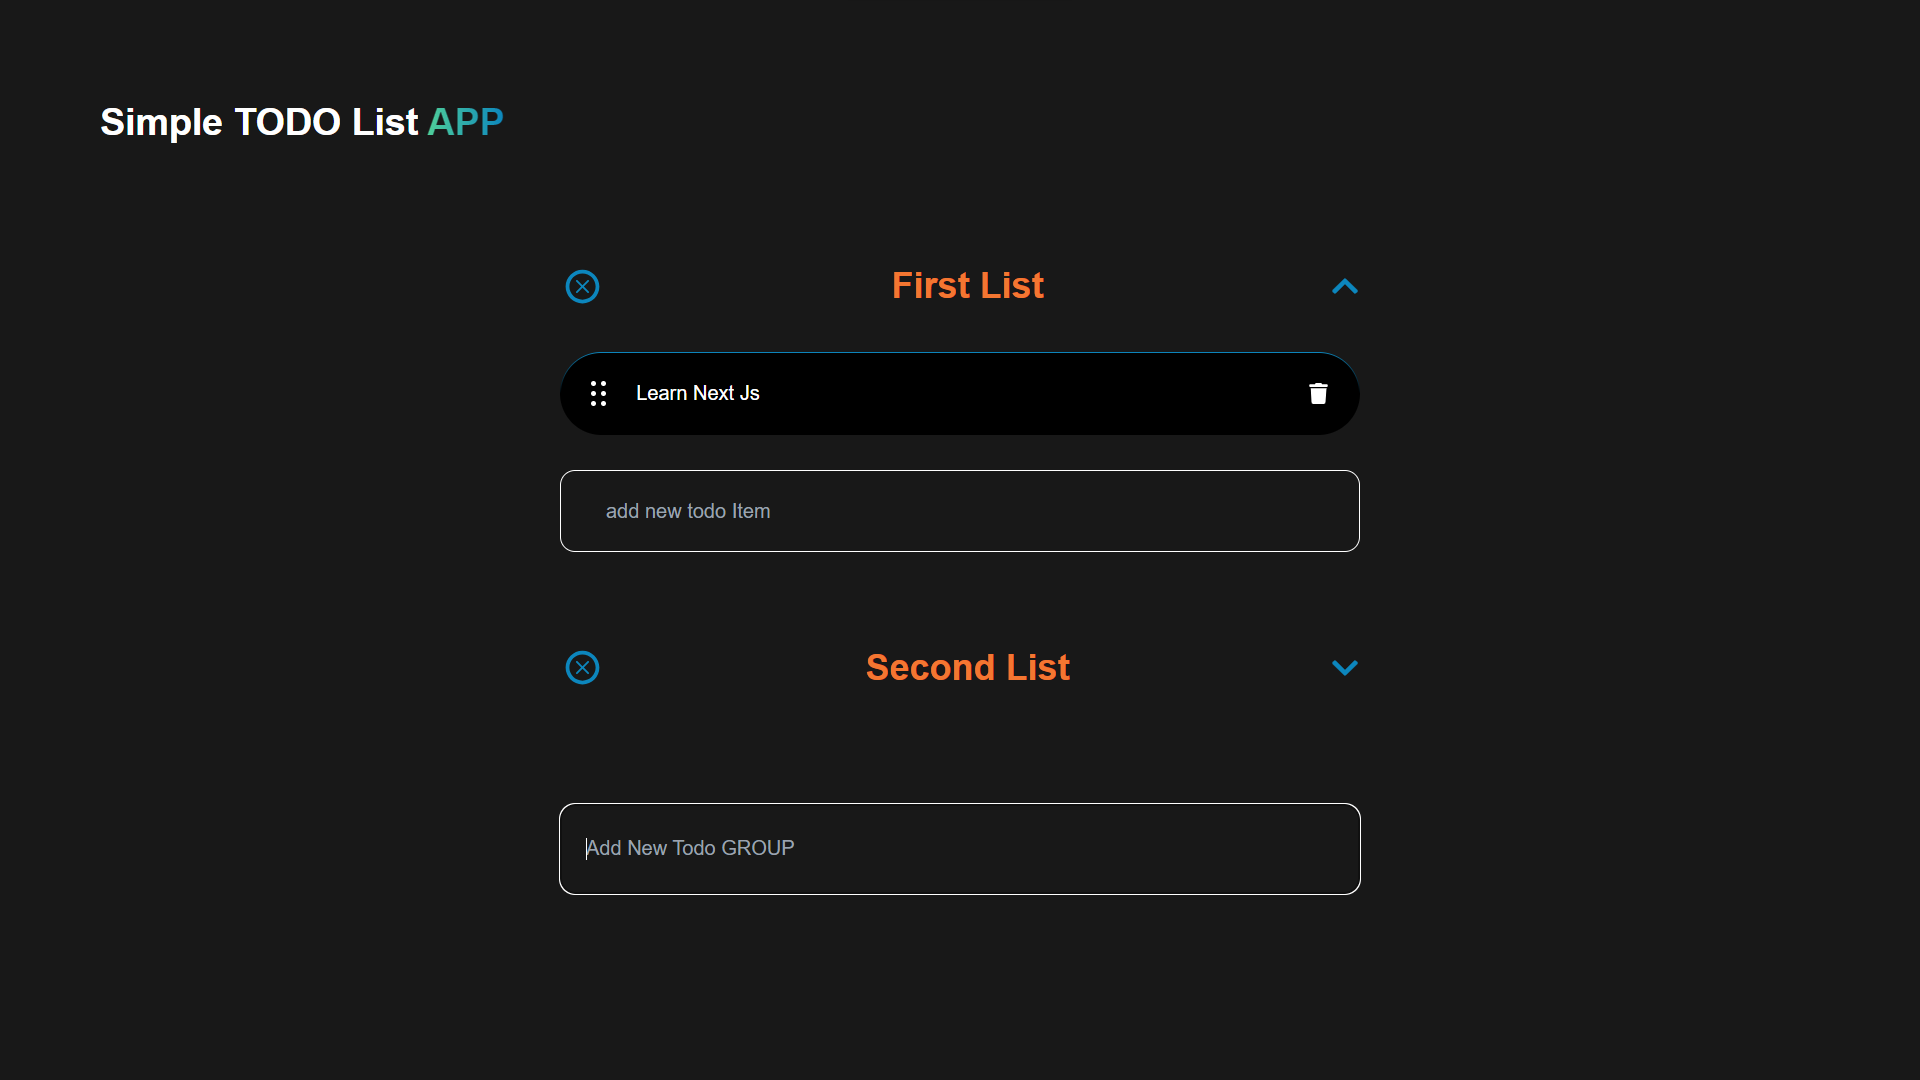 Simple TODO List APP
First List
Learn Next Js
add new todo Item
Second List
Add New Todo GROUP